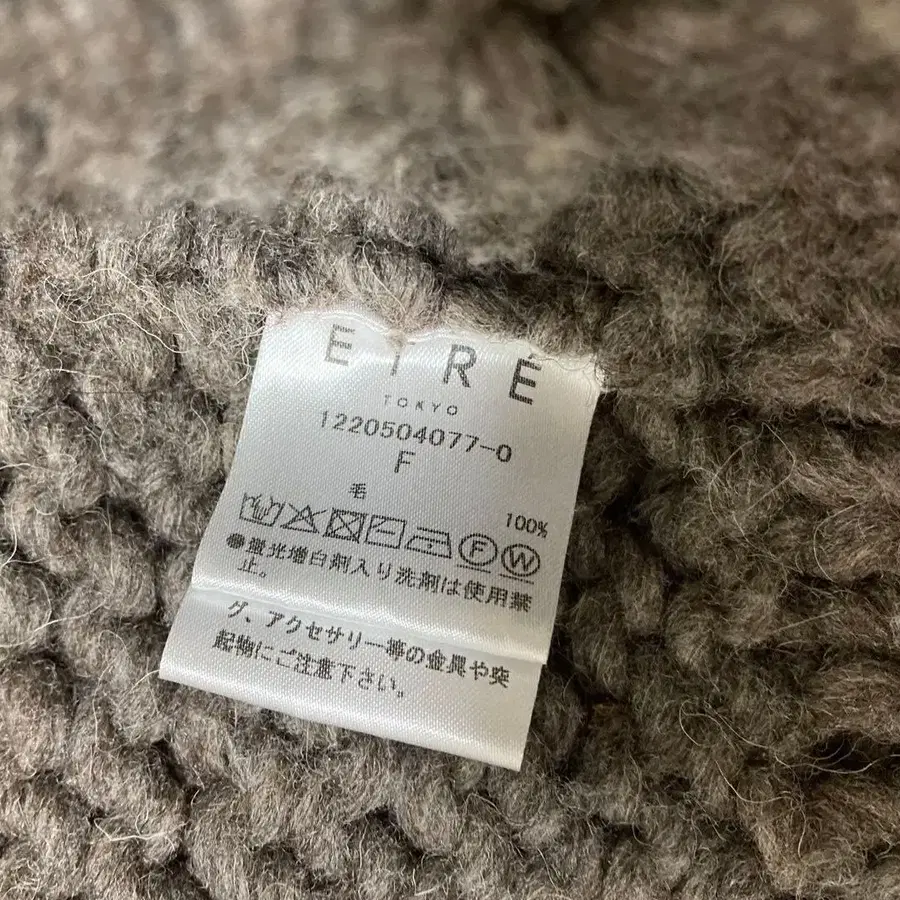 EIRÉ
TOKYO
1220504077-0
F
毛
100%
F W
●蛍光増白剤入り洗剤は使用禁
止。
グ、アクセサリー等の金具や突
起物にご注意下さい。